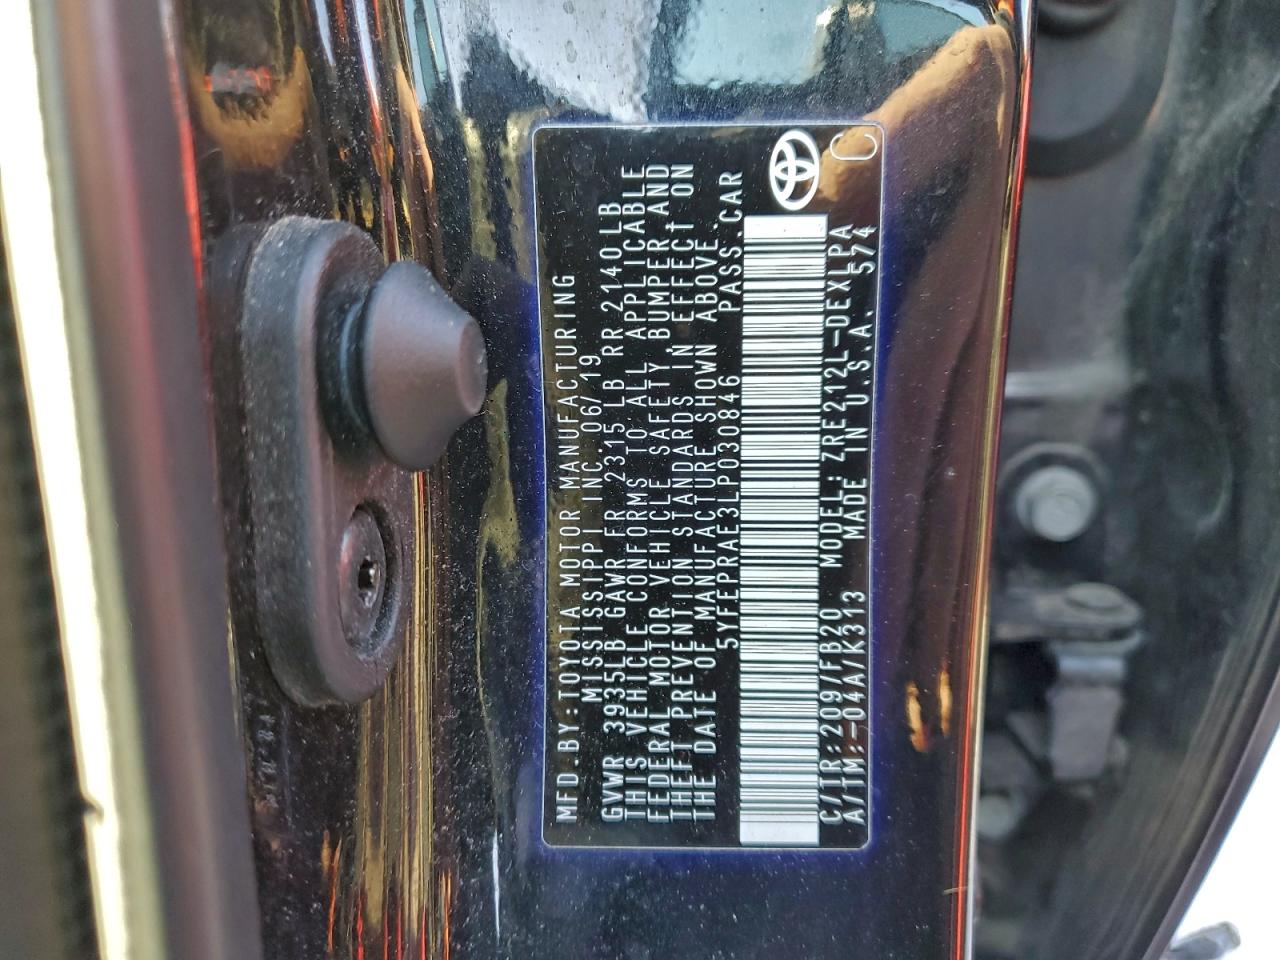 MFD.BY:TOYOTA MOTOR MANUFACTURING
MISSISSIPPI INC. 06/19
GVWR 3935LB GAWR FR 2315 LB RR 2140 LB
THIS VEHICLE CONFORMS TO ALL APPLICABLE
FEDERAL MOTOR VEHICLE SAFETY BUMPER AND
THEFT PREVENTION STANDARDS IN EFFECT ON
THE DATE OF MANUFACTURE SHOWN ABOVE.
5YFEPRAE3LP030846 PASS.CAR
C/TR:209/FB20 MODEL:ZRE212L-DEXLPA
A/TM:-04A/K313 MADE IN U.S.A. 574
C